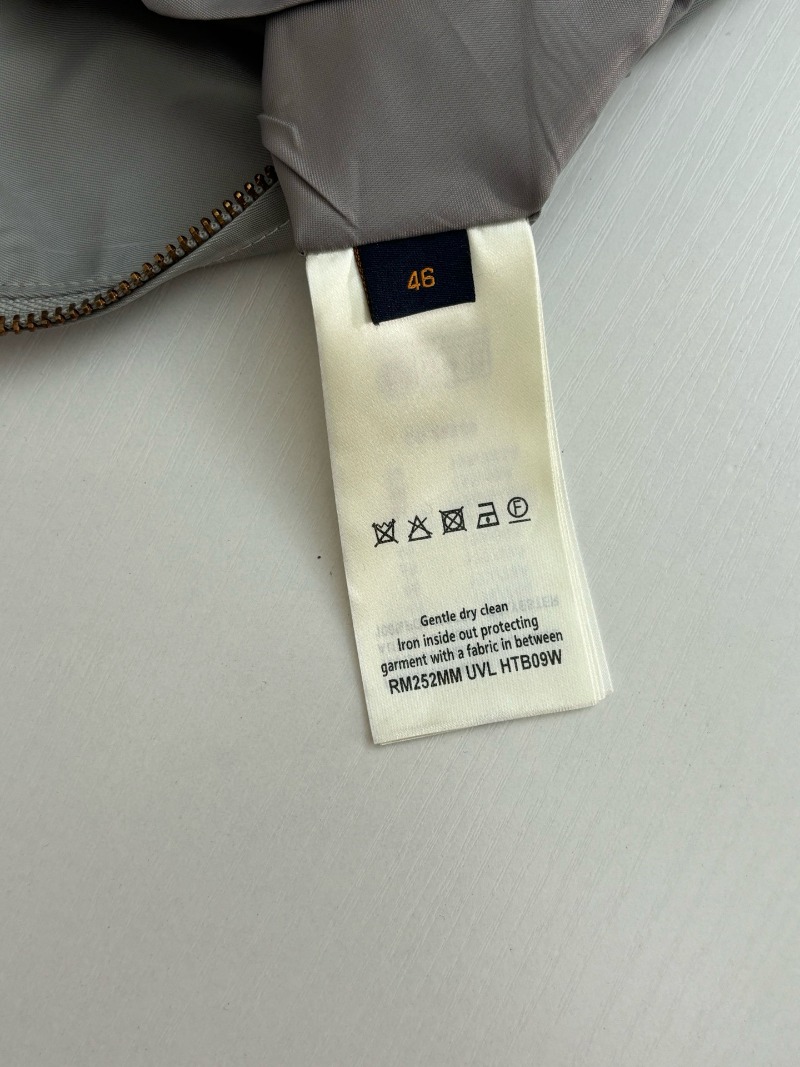 46
F
Gentle dry clean
Iron inside out protecting
garment with a fabric in between
RM252MM UVL HTB09W